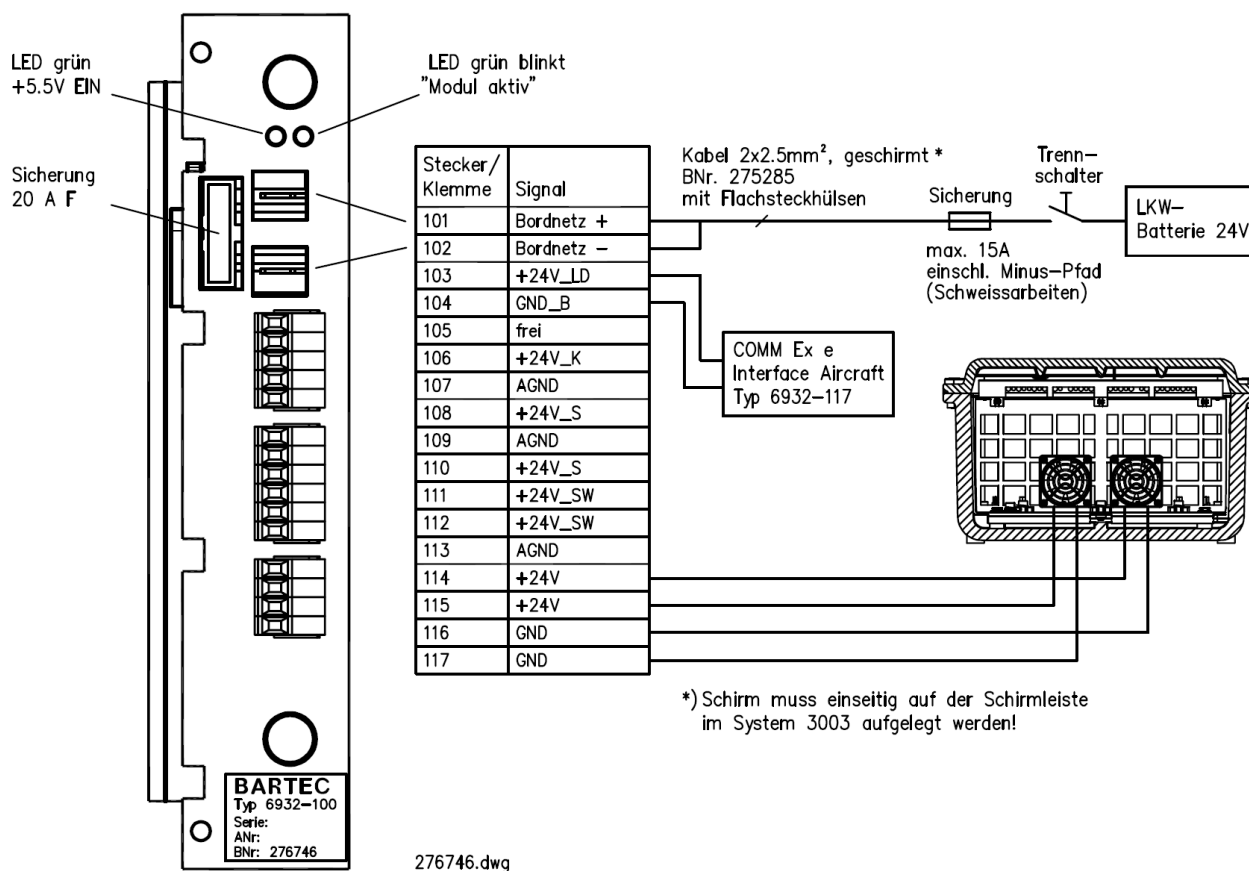 LED grün
+5.5V EIN
LED grün blinkt
"Modul aktiv"
Sicherung
20 A F
Stecker/
Klemme Signal
101 Bordnetz +
102 Bordnetz −
103 +24V_LD
104 GND_B
105 frei
106 +24V_K
107 AGND
108 +24V_S
109 AGND
110 +24V_S
111 +24V_SW
112 +24V_SW
113 AGND
114 +24V
115 +24V
116 GND
117 GND
Kabel 2x2.5mm², geschirmt *
BNr. 275285
mit Flachsteckhülsen
Sicherung
max. 15A
einschl. Minus−Pfad
(Schweissarbeiten)
Trenn−
schalter
LKW−
Batterie 24V
COMM Ex e
Interface Aircraft
Typ 6932−117
*) Schirm muss einseitig auf der Schirmleiste
im System 3003 aufgelegt werden!
BARTEC
Typ 6932−100
Serie:
ANr:
BNr: 276746
276746.dwg